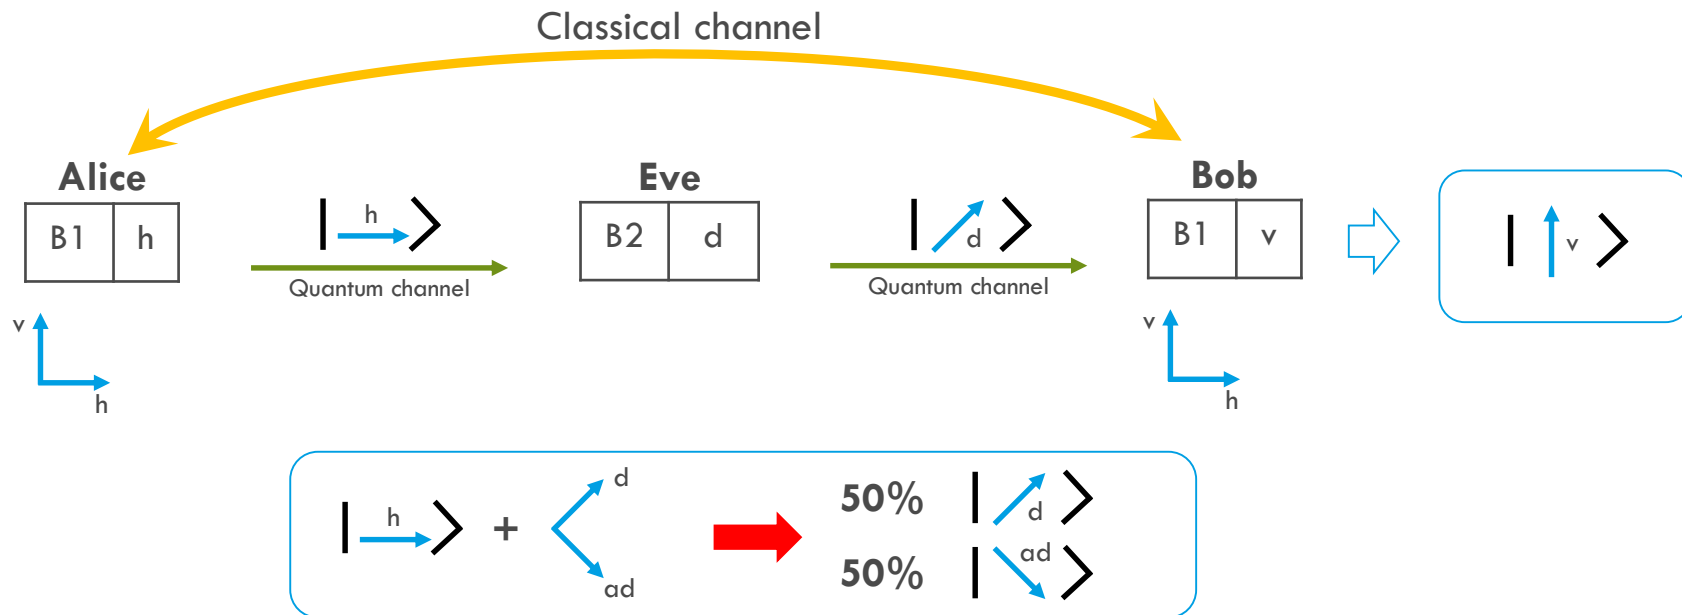 Classical channel
Alice
Eve
Bob
B1 h
h
Quantum channel
B2 d
d
Quantum channel
B1 v
v
v
h
v
h
h
+
d
ad
50%
d
50%
ad